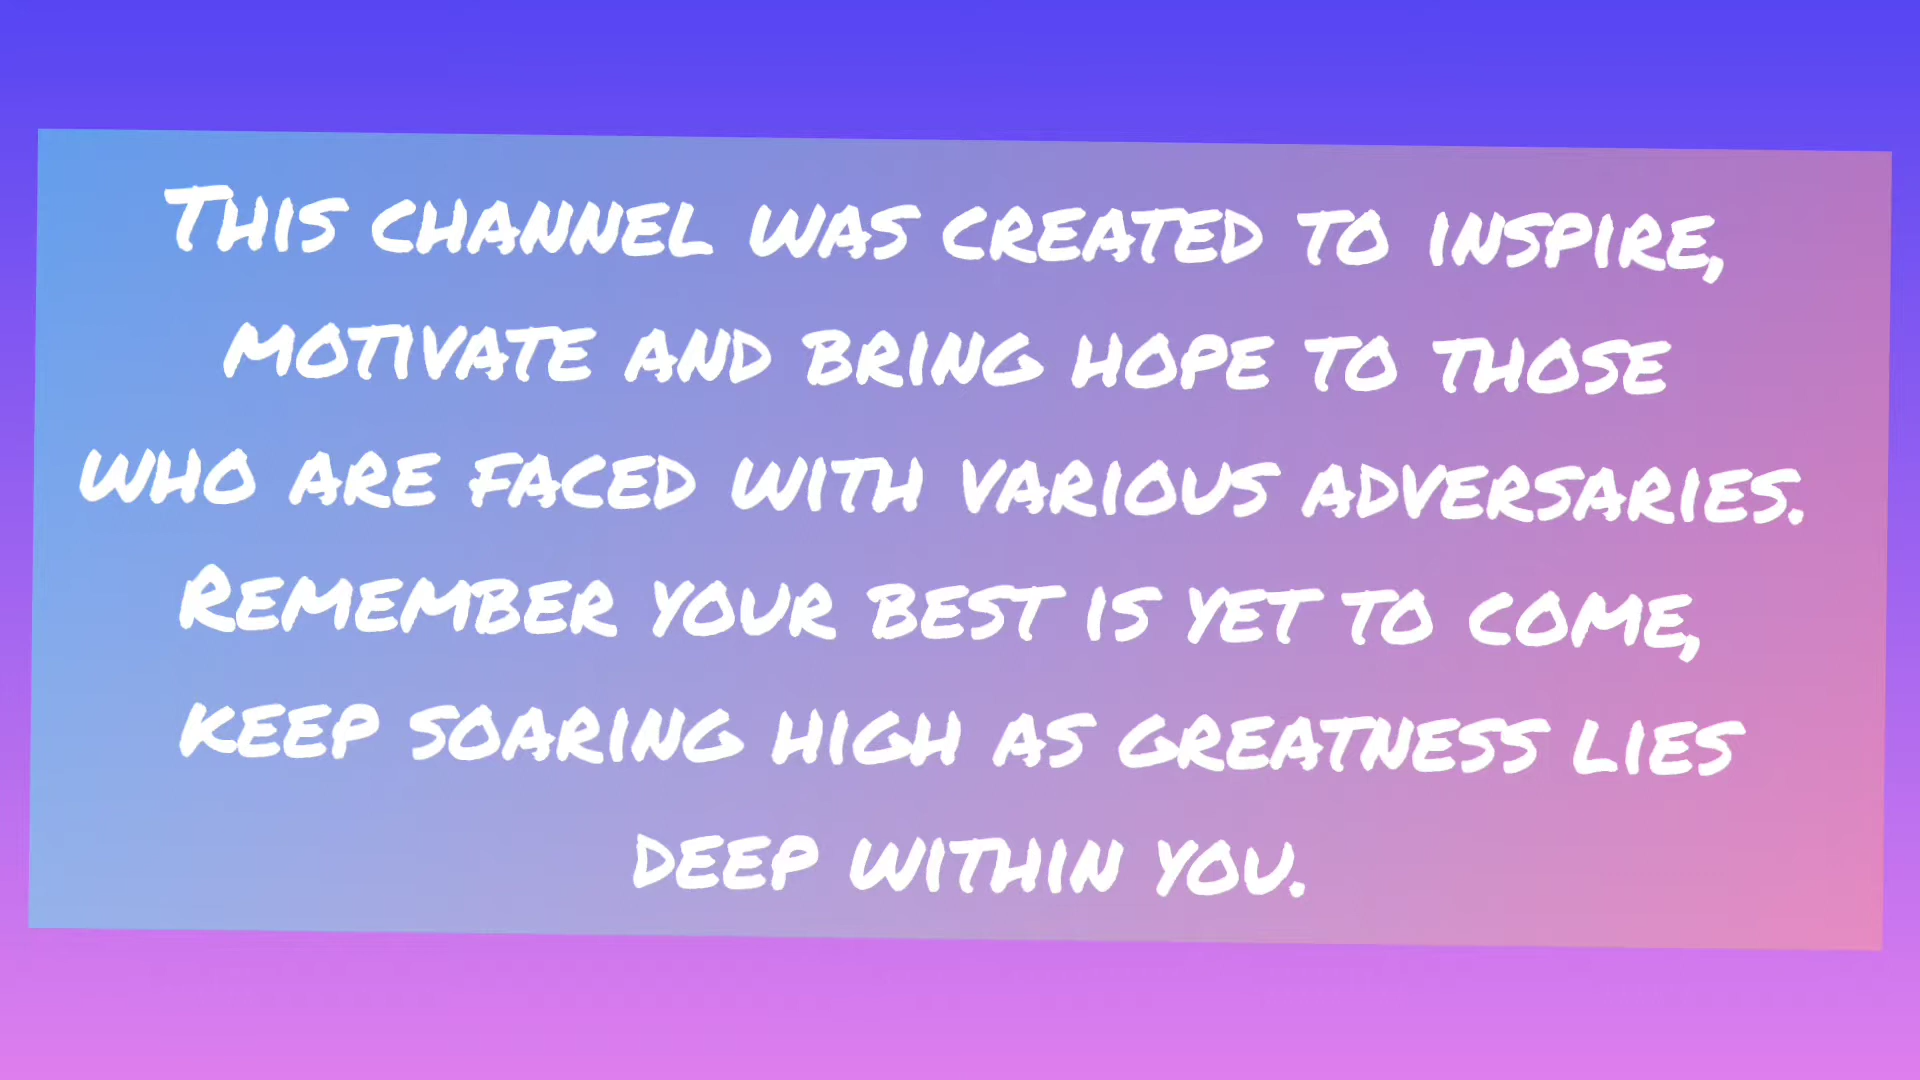 This channel was created to inspire,
motivate and bring hope to those
who are faced with various adversaries.
Remember your best is yet to come,
keep soaring high as greatness lies
deep within you.